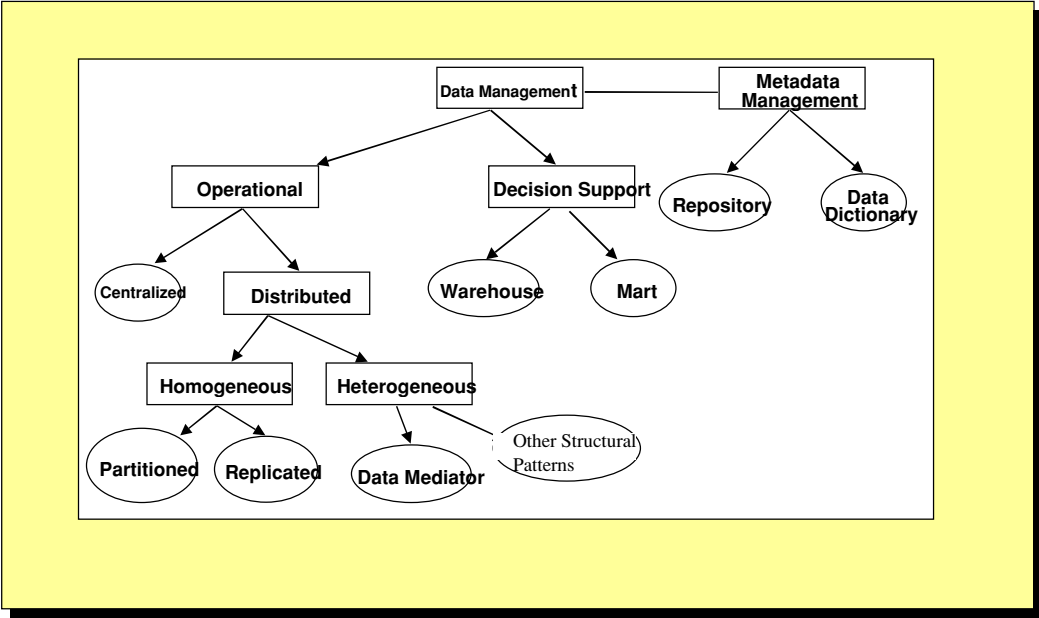 Data Management
Metadata
Management
Operational
Decision Support
Repository
Data
Dictionary
Centralized
Distributed
Warehouse
Mart
Homogeneous
Heterogeneous
Partitioned
Replicated
Data Mediator
Other Structural
Patterns